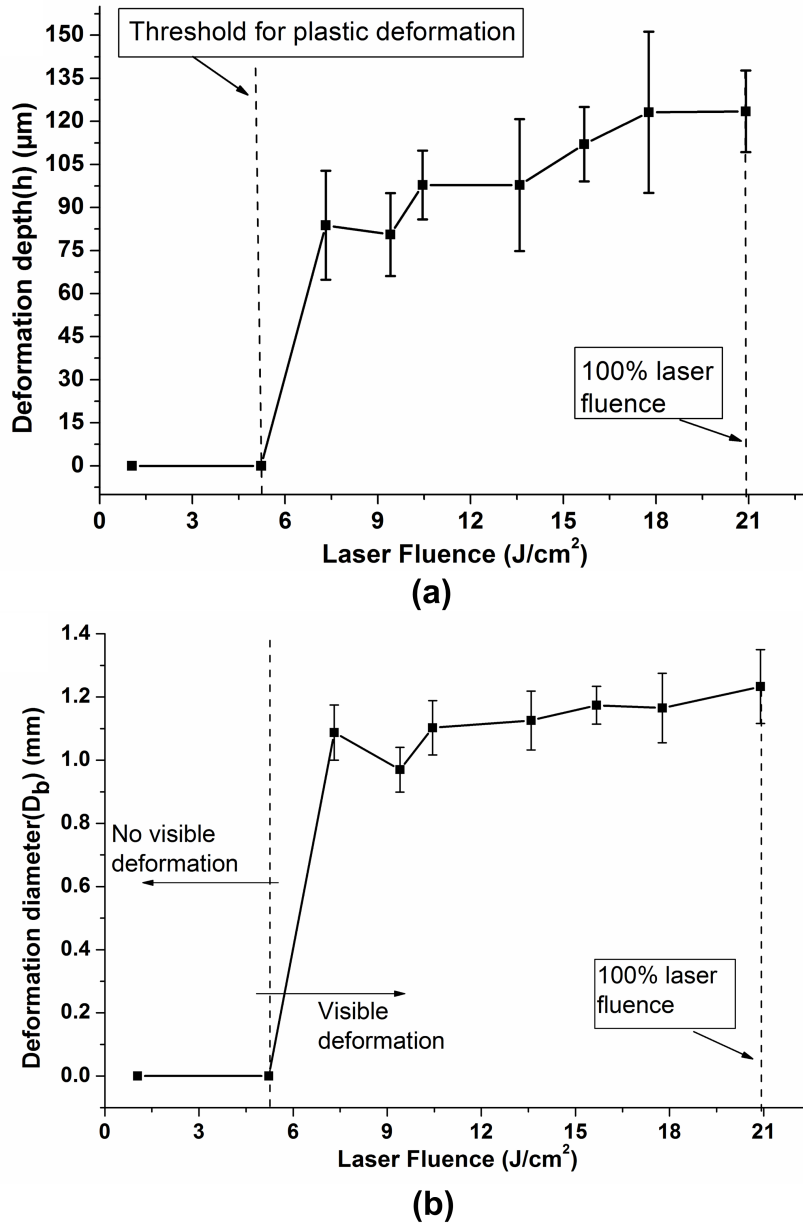 Threshold for plastic deformation
150
135
120
105
90
75
60
45
30
15
0
Deformation depth(h) (μm)
100% laser
fluence
0 3 6 9 12 15 18 21
Laser Fluence (J/cm²)
(a)
1.4
1.2
1.0
0.8
0.6
0.4
0.2
0.0
Deformation diameter(D_b) (mm)
No visible
deformation
Visible
deformation
100% laser
fluence
0 3 6 9 12 15 18 21
Laser Fluence (J/cm²)
(b)